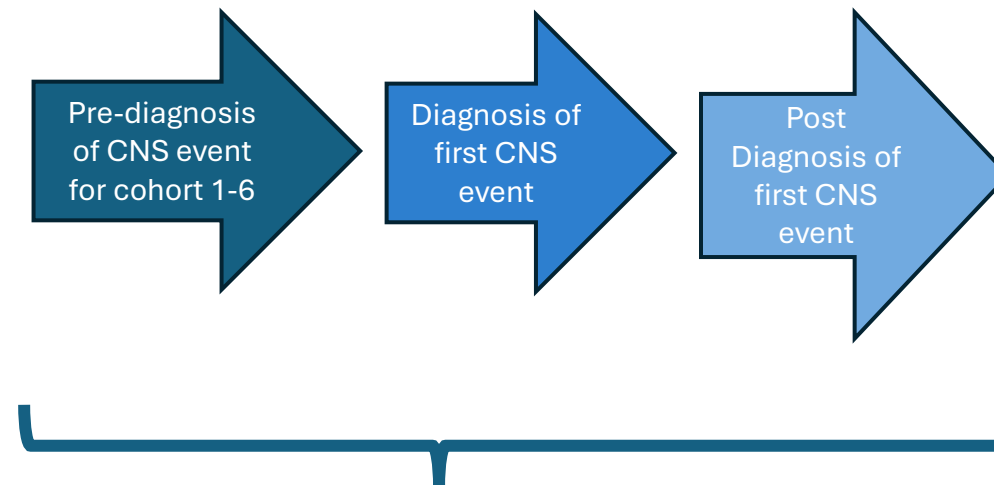 Pre-diagnosis
of CNS event
for cohort 1-6
Diagnosis of
first CNS
event
Post
Diagnosis of
first CNS
event